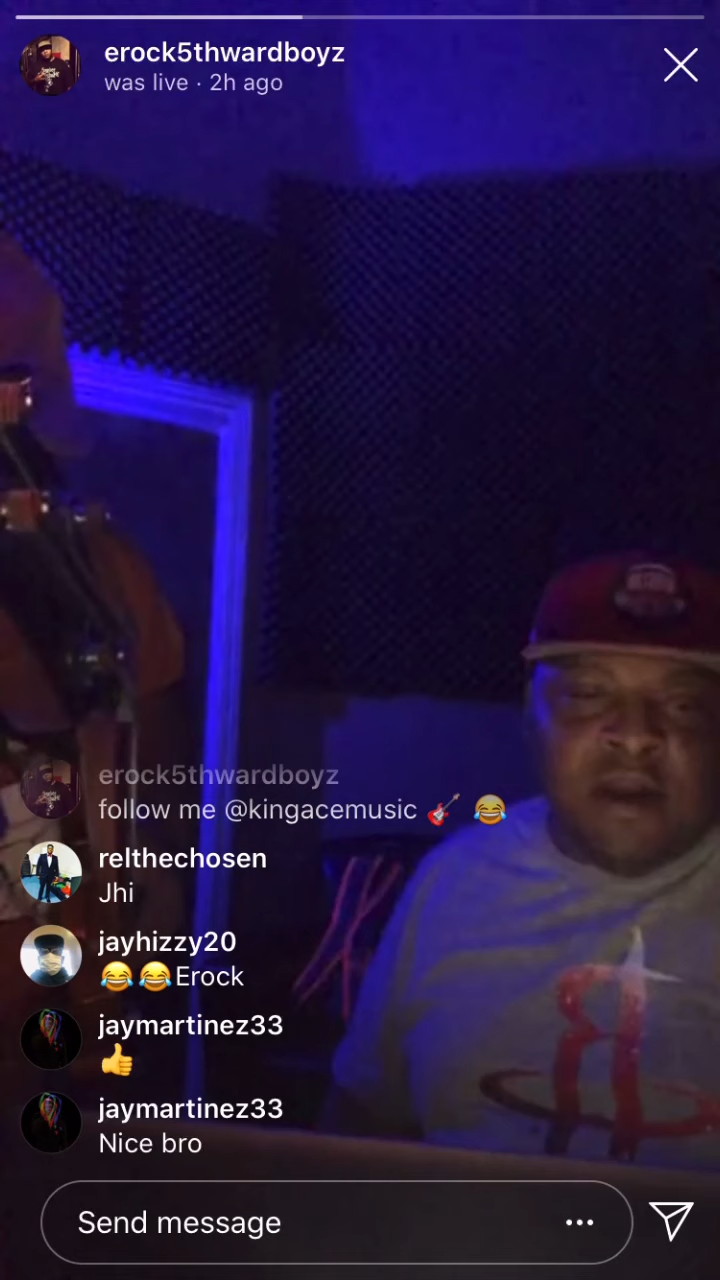 erock5thwardboyz
was live · 2h ago
erock5thwardboyz
follow me @kingacemusic 🎸 😂
relthechosen
Jhi
jayhizzy20
😂😂Erock
jaymartinez33
👍
jaymartinez33
Nice bro
Send message